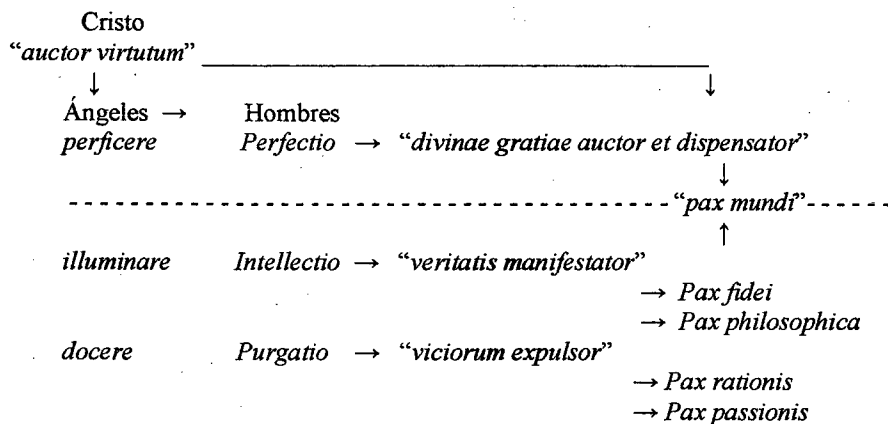 Cristo
“auctor virtutum”
↓ ↓
Ángeles → Hombres
perficere Perfectio → “divinae gratiae auctor et dispensator”
↓
“pax mundi”
↑
illuminare Intellectio → “veritatis manifestator”
→ Pax fidei
→ Pax philosophica
docere Purgatio → “viciorum expulsor”
→ Pax rationis
→ Pax passionis